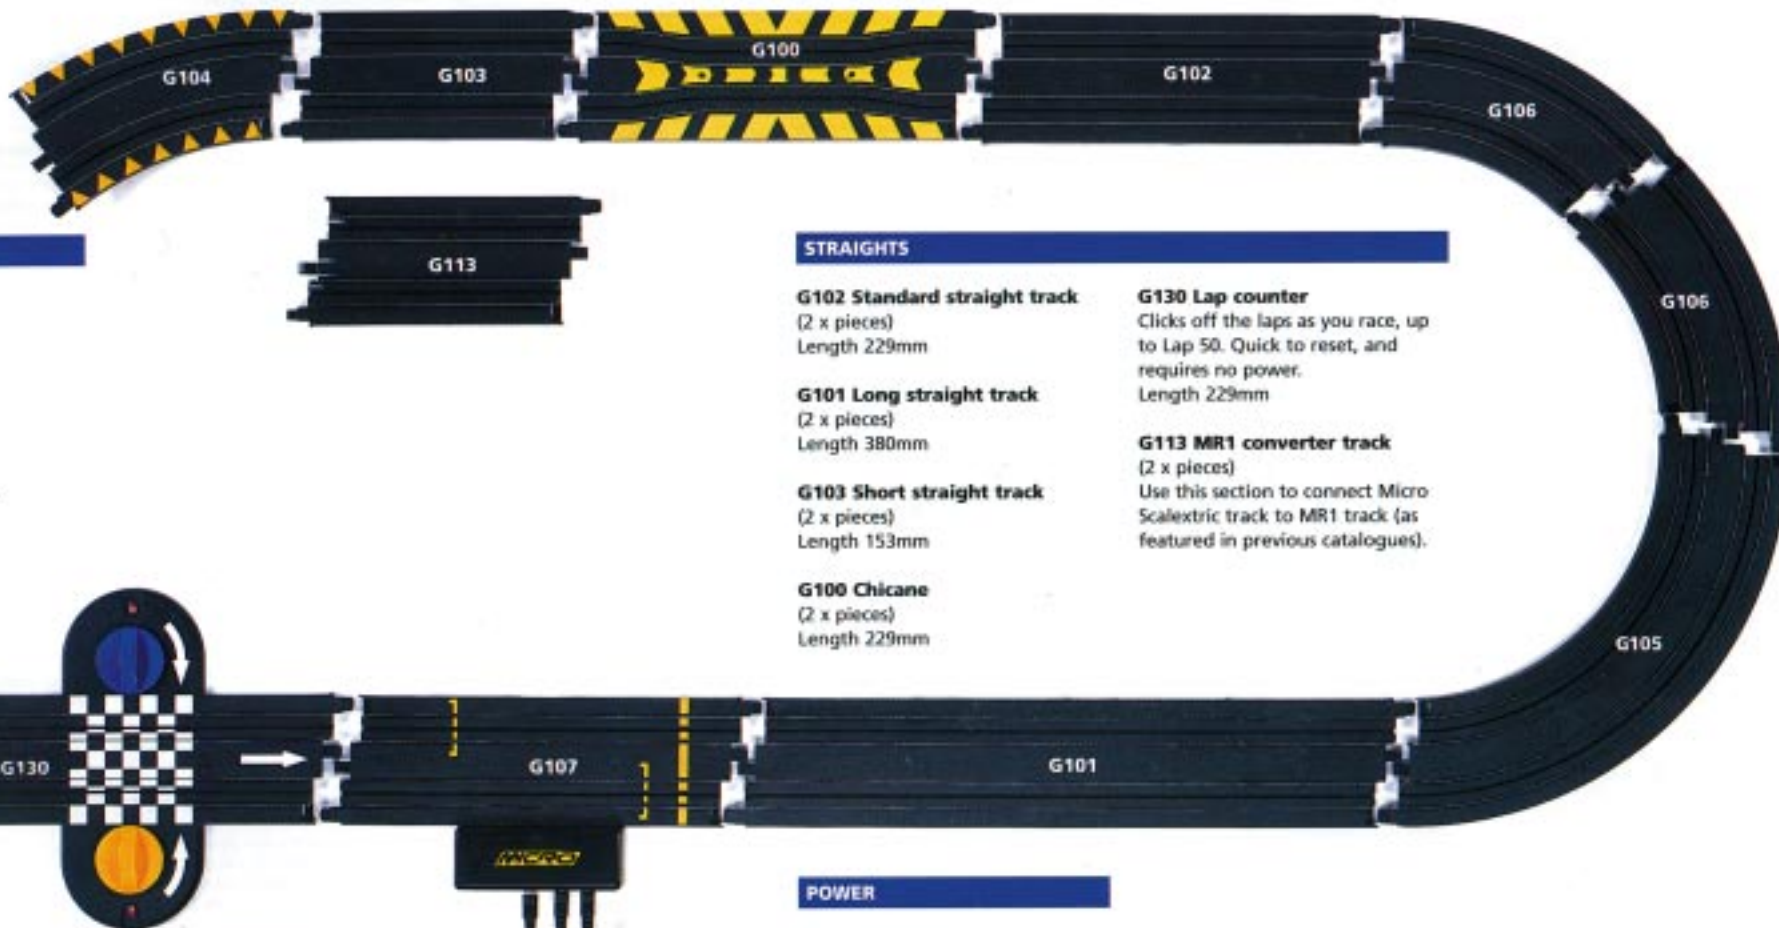 G104
G103
G100
G102
G106
G113
G106
STRAIGHTS
G102 Standard straight track
(2 x pieces)
Length 229mm
G101 Long straight track
(2 x pieces)
Length 380mm
G103 Short straight track
(2 x pieces)
Length 153mm
G100 Chicane
(2 x pieces)
Length 229mm
G130 Lap counter
Clicks off the laps as you race, up
to Lap 50. Quick to reset, and
requires no power.
Length 229mm
G113 MR1 converter track
(2 x pieces)
Use this section to connect Micro
Scalextric track to MR1 track (as
featured in previous catalogues).
G105
G130
G107
G101
MICRO
POWER